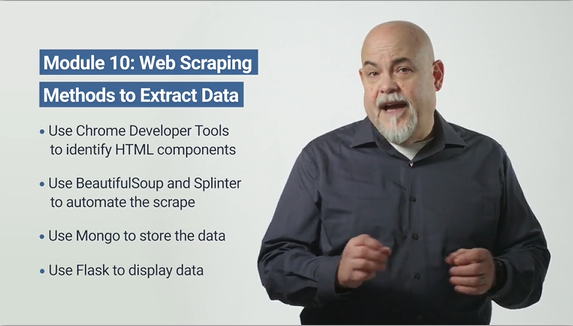 Module 10: Web Scraping
Methods to Extract Data
• Use Chrome Developer Tools
to identify HTML components
• Use BeautifulSoup and Splinter
to automate the scrape
• Use Mongo to store the data
• Use Flask to display data